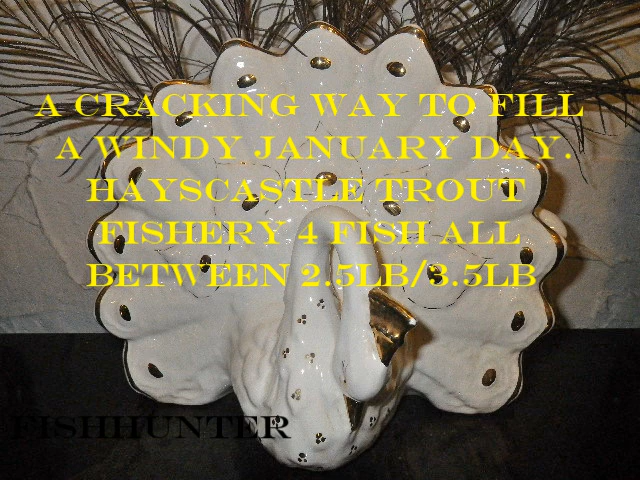 A CRACKING WAY TO FILL
A WINDY JANUARY DAY.
HAYSCASTLE TROUT
FISHERY 4 FISH ALL
BETWEEN 2.5LB/3.5LB
FISHHUNTER